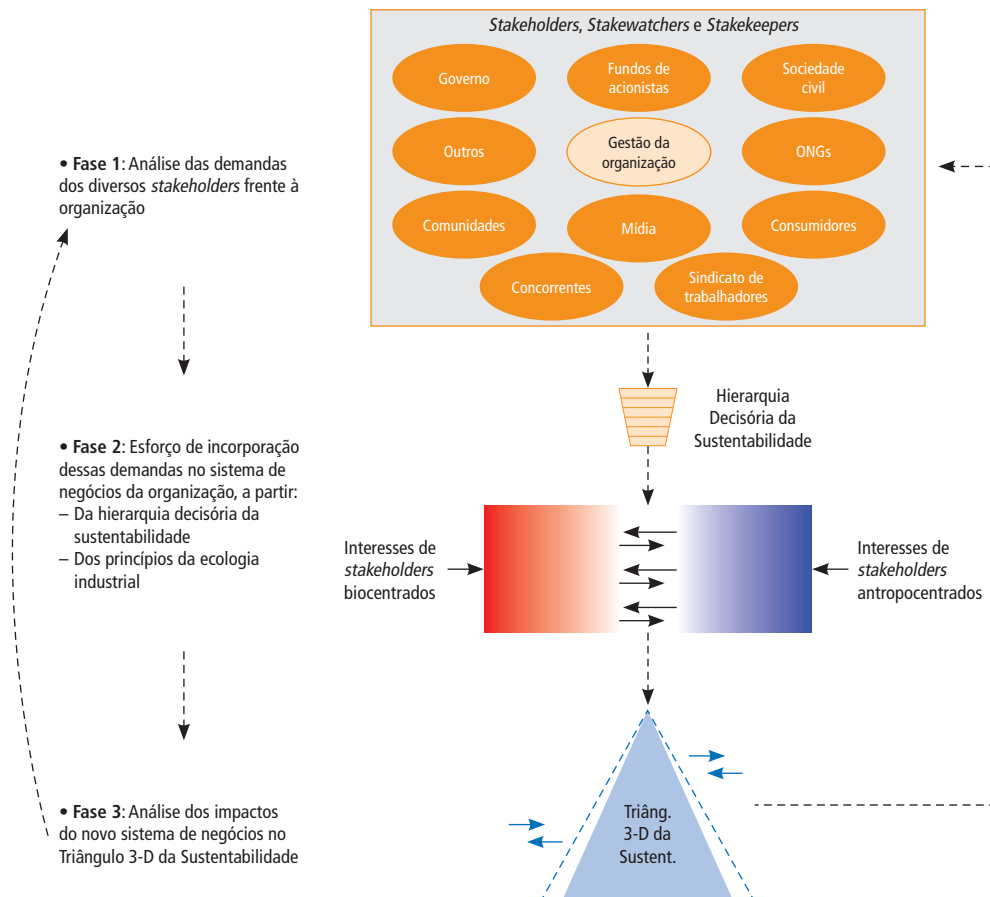 Stakeholders, Stakewatchers e Stakekeepers
Governo
Fundos de
acionistas
Sociedade
civil
Outros
Gestão da
organização
ONGs
Comunidades
Mídia
Consumidores
Concorrentes
Sindicato de
trabalhadores
• Fase 1: Análise das demandas
dos diversos stakeholders frente à
organização
Hierarquia
Decisória da
Sustentabilidade
• Fase 2: Esforço de incorporação
dessas demandas no sistema de
negócios da organização, a partir:
– Da hierarquia decisória da
sustentabilidade
– Dos princípios da ecologia
industrial
Interesses de
stakeholders
biocentrados
Interesses de
stakeholders
antropocentrados
• Fase 3: Análise dos impactos
do novo sistema de negócios no
Triângulo 3-D da Sustentabilidade
Triâng.
3-D da
Sustent.